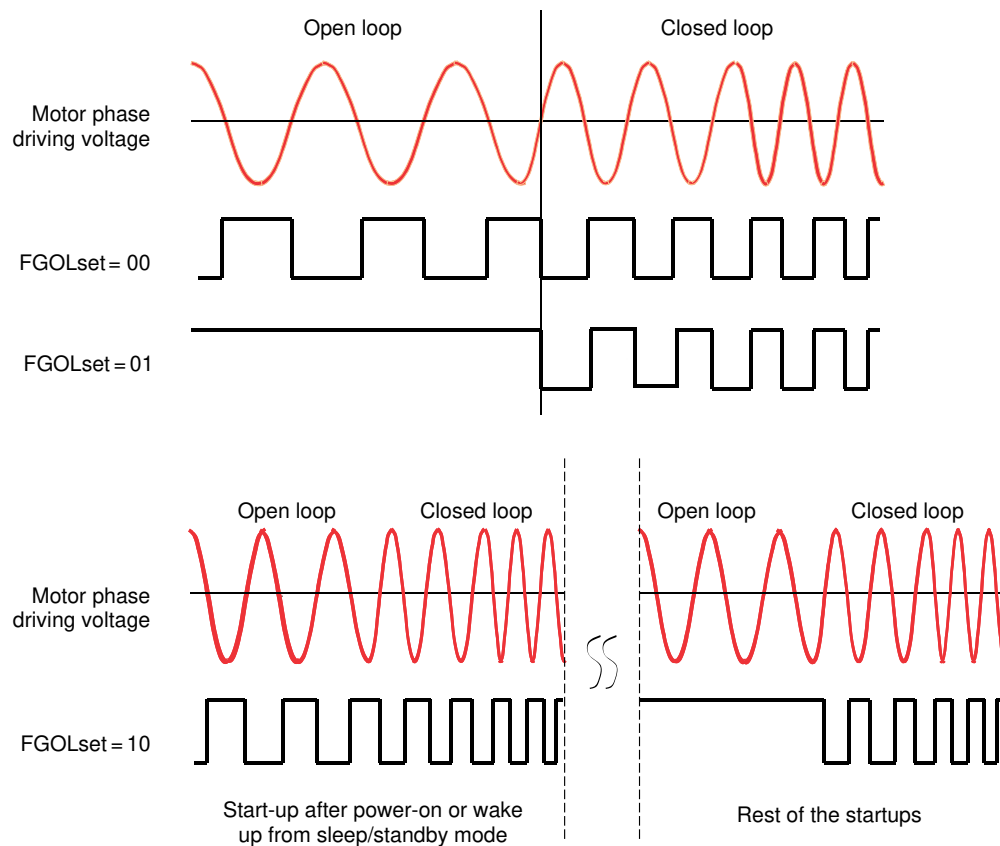 Open loop
Closed loop
Motor phase
driving voltage
FGOLset = 00
FGOLset = 01
Open loop
Closed loop
Open loop
Closed loop
Motor phase
driving voltage
FGOLset = 10
Start-up after power-on or wake
up from sleep/standby mode
Rest of the startups